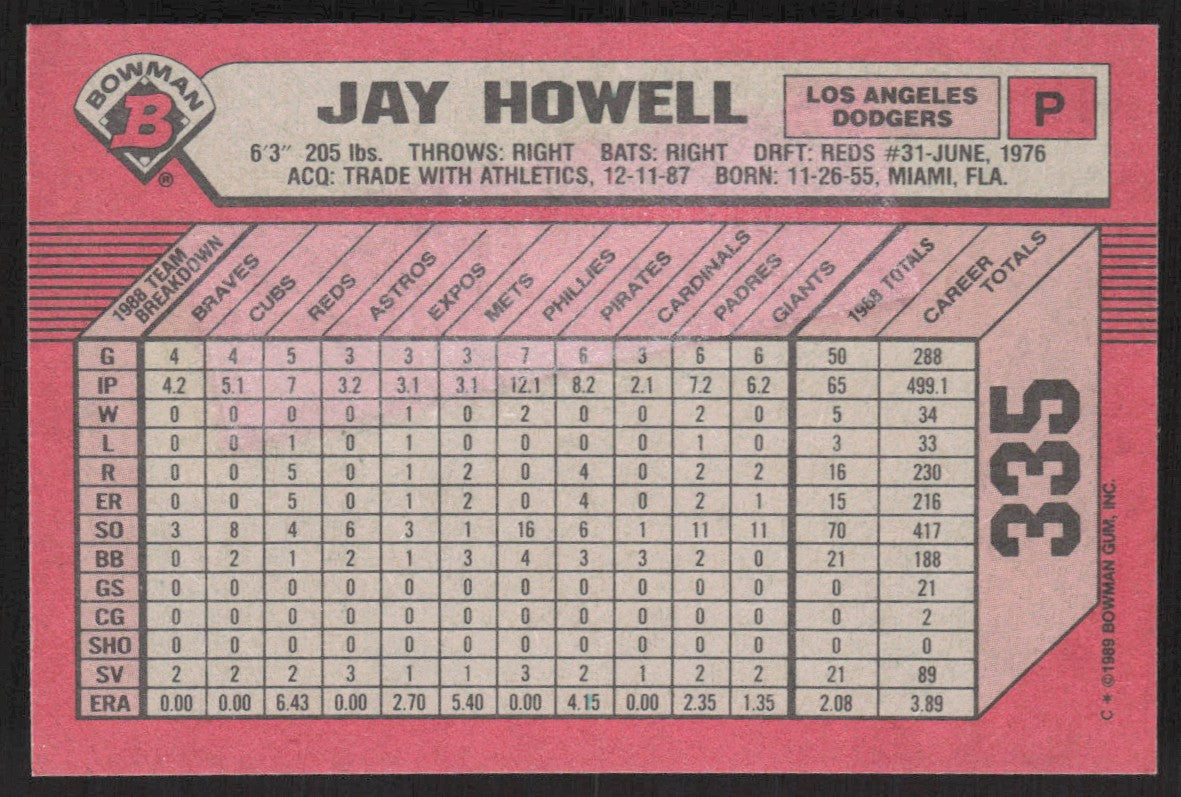 BOWMAN
B
®
JAY HOWELL
LOS ANGELES
DODGERS
P
6'3" 205 lbs. THROWS: RIGHT BATS: RIGHT DRFT: REDS #31-JUNE, 1976
ACQ: TRADE WITH ATHLETICS, 12-11-87 BORN: 11-26-55, MIAMI, FLA.
1988 TEAM
BREAKDOWN
BRAVES
CUBS
REDS
ASTROS
EXPOS
METS
PHILLIES
PIRATES
CARDINALS
PADRES
GIANTS
1988 TOTALS
CAREER
TOTALS
G 4 4 5 3 3 3 7 6 3 6 6 50 288
IP 4.2 5.1 7 3.2 3.1 3.1 12.1 8.2 2.1 7.2 6.2 65 499.1
W 0 0 0 0 1 0 2 0 0 2 0 5 34
L 0 0 1 0 1 0 0 0 0 1 0 3 33
R 0 0 5 0 1 2 0 4 0 2 2 16 230
ER 0 0 5 0 1 2 0 4 0 2 1 15 216
SO 3 8 4 6 3 1 16 6 1 11 11 70 417
BB 0 2 1 2 1 3 4 3 3 2 0 21 188
GS 0 0 0 0 0 0 0 0 0 0 0 0 21
CG 0 0 0 0 0 0 0 0 0 0 0 0 2
SHO 0 0 0 0 0 0 0 0 0 0 0 0 0
SV 2 2 2 3 1 1 3 2 1 2 2 21 89
ERA 0.00 0.00 6.43 0.00 2.70 5.40 0.00 4.15 0.00 2.35 1.35 2.08 3.89
335
C * ©1989 BOWMAN GUM, INC.